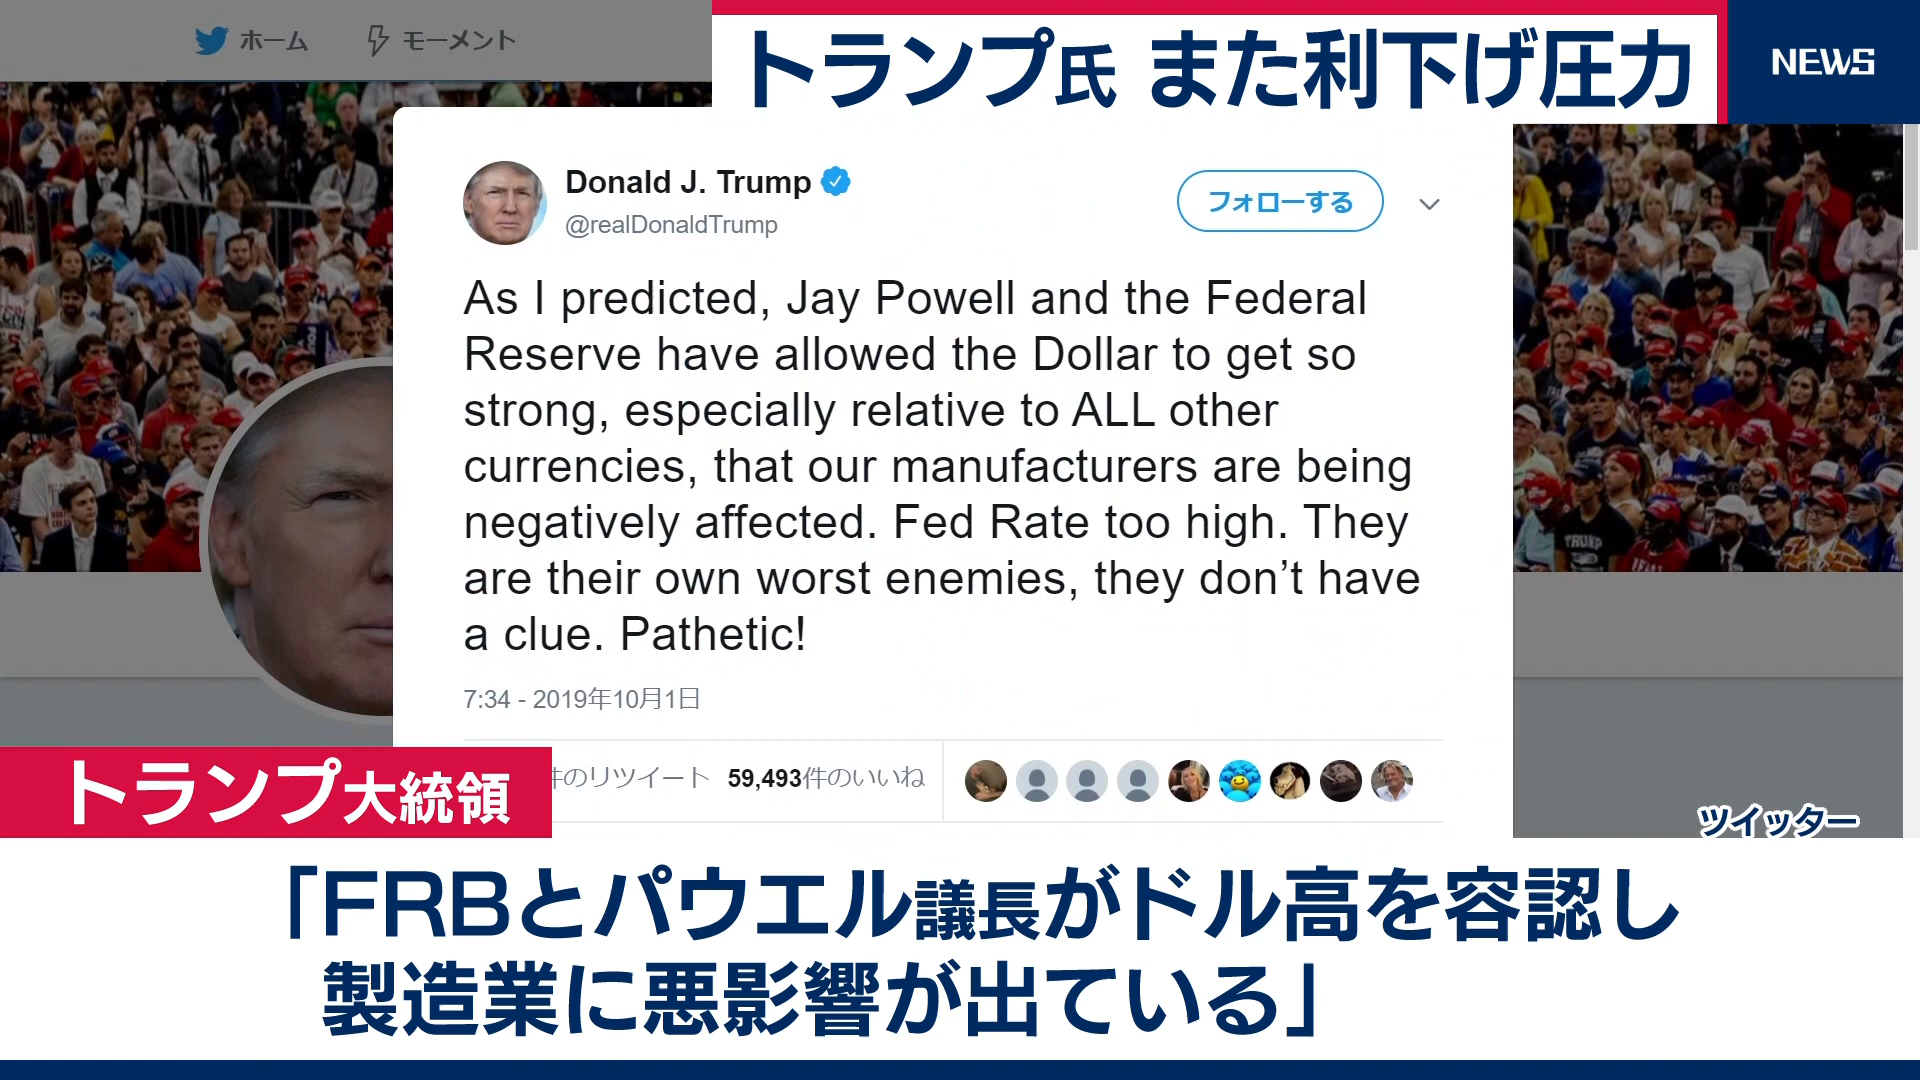 ホーム
モーメント
トランプ氏 また利下げ圧力
NEWS
Donald J. Trump
@realDonaldTrump
フォローする
As I predicted, Jay Powell and the Federal
Reserve have allowed the Dollar to get so
strong, especially relative to ALL other
currencies, that our manufacturers are being
negatively affected. Fed Rate too high. They
are their own worst enemies, they don’t have
a clue. Pathetic!
7:34 - 2019年10月1日
件のリツイート 59,493件のいいね
TRUMP
トランプ大統領
ツイッター
「FRBとパウエル議長がドル高を容認し
製造業に悪影響が出ている」